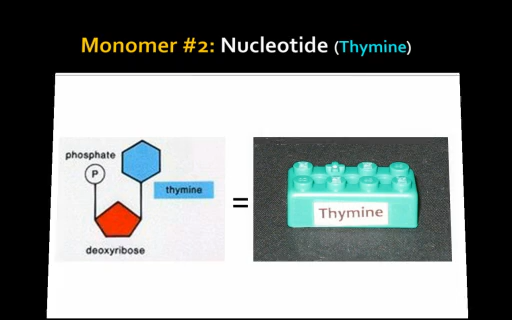 Monomer #2: Nucleotide (Thymine)
phosphate
P
thymine
=
Thymine
deoxyribose